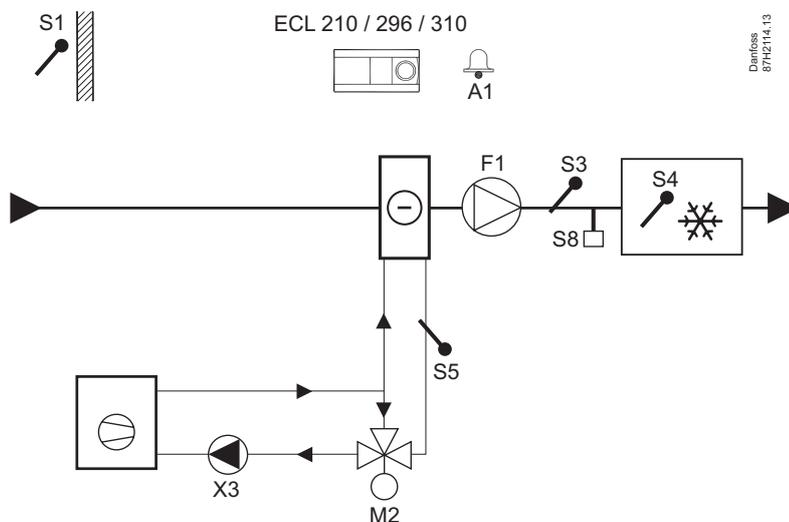 S1
ECL 210 / 296 / 310
A1
Danfoss
87H2114.13
F1
S3
S4
S8
S5
X3
M2